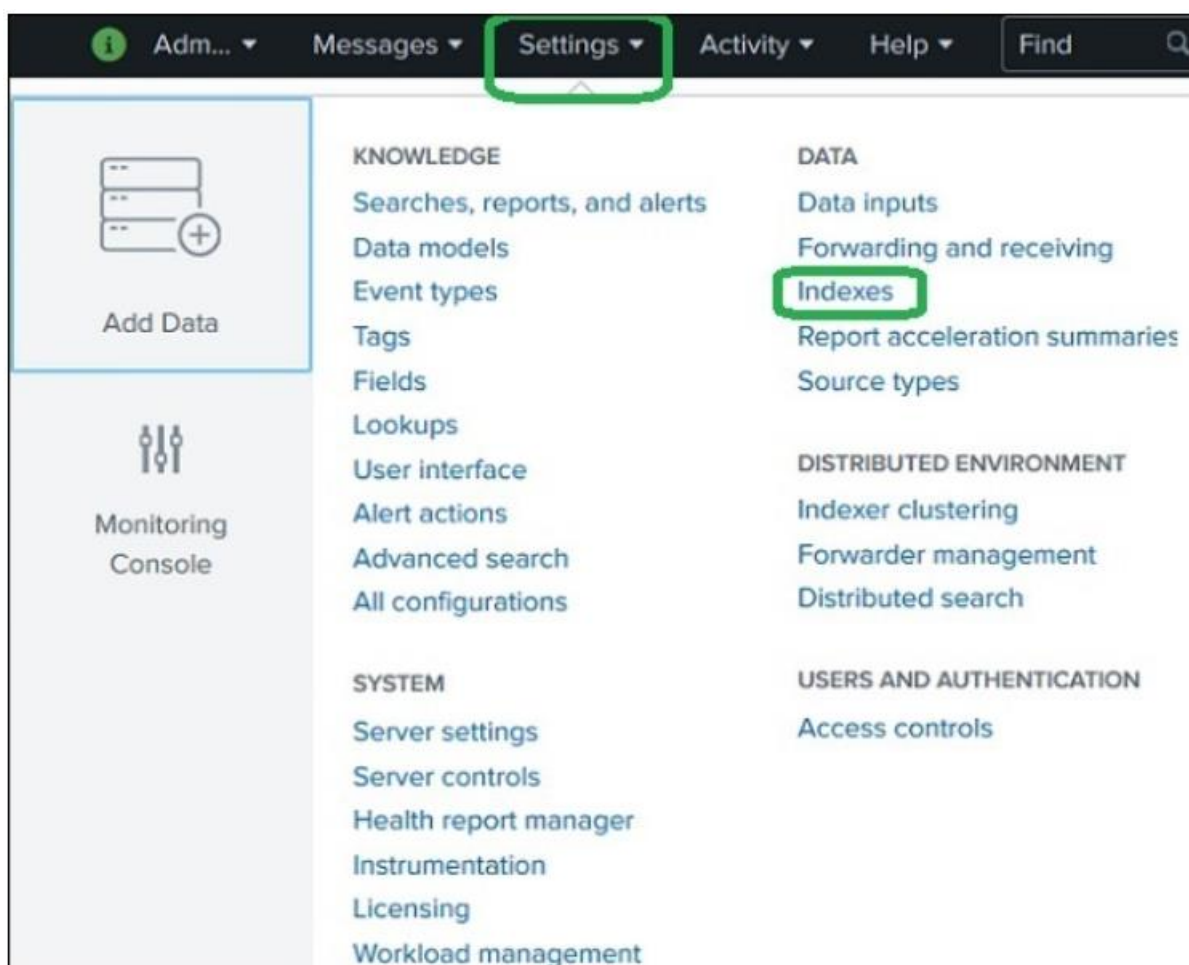 Adm... Messages Settings Activity Help Find
Add Data
Monitoring
Console
KNOWLEDGE
Searches, reports, and alerts
Data models
Event types
Tags
Fields
Lookups
User interface
Alert actions
Advanced search
All configurations
SYSTEM
Server settings
Server controls
Health report manager
Instrumentation
Licensing
Workload management
DATA
Data inputs
Forwarding and receiving
Indexes
Report acceleration summaries
Source types
DISTRIBUTED ENVIRONMENT
Indexer clustering
Forwarder management
Distributed search
USERS AND AUTHENTICATION
Access controls